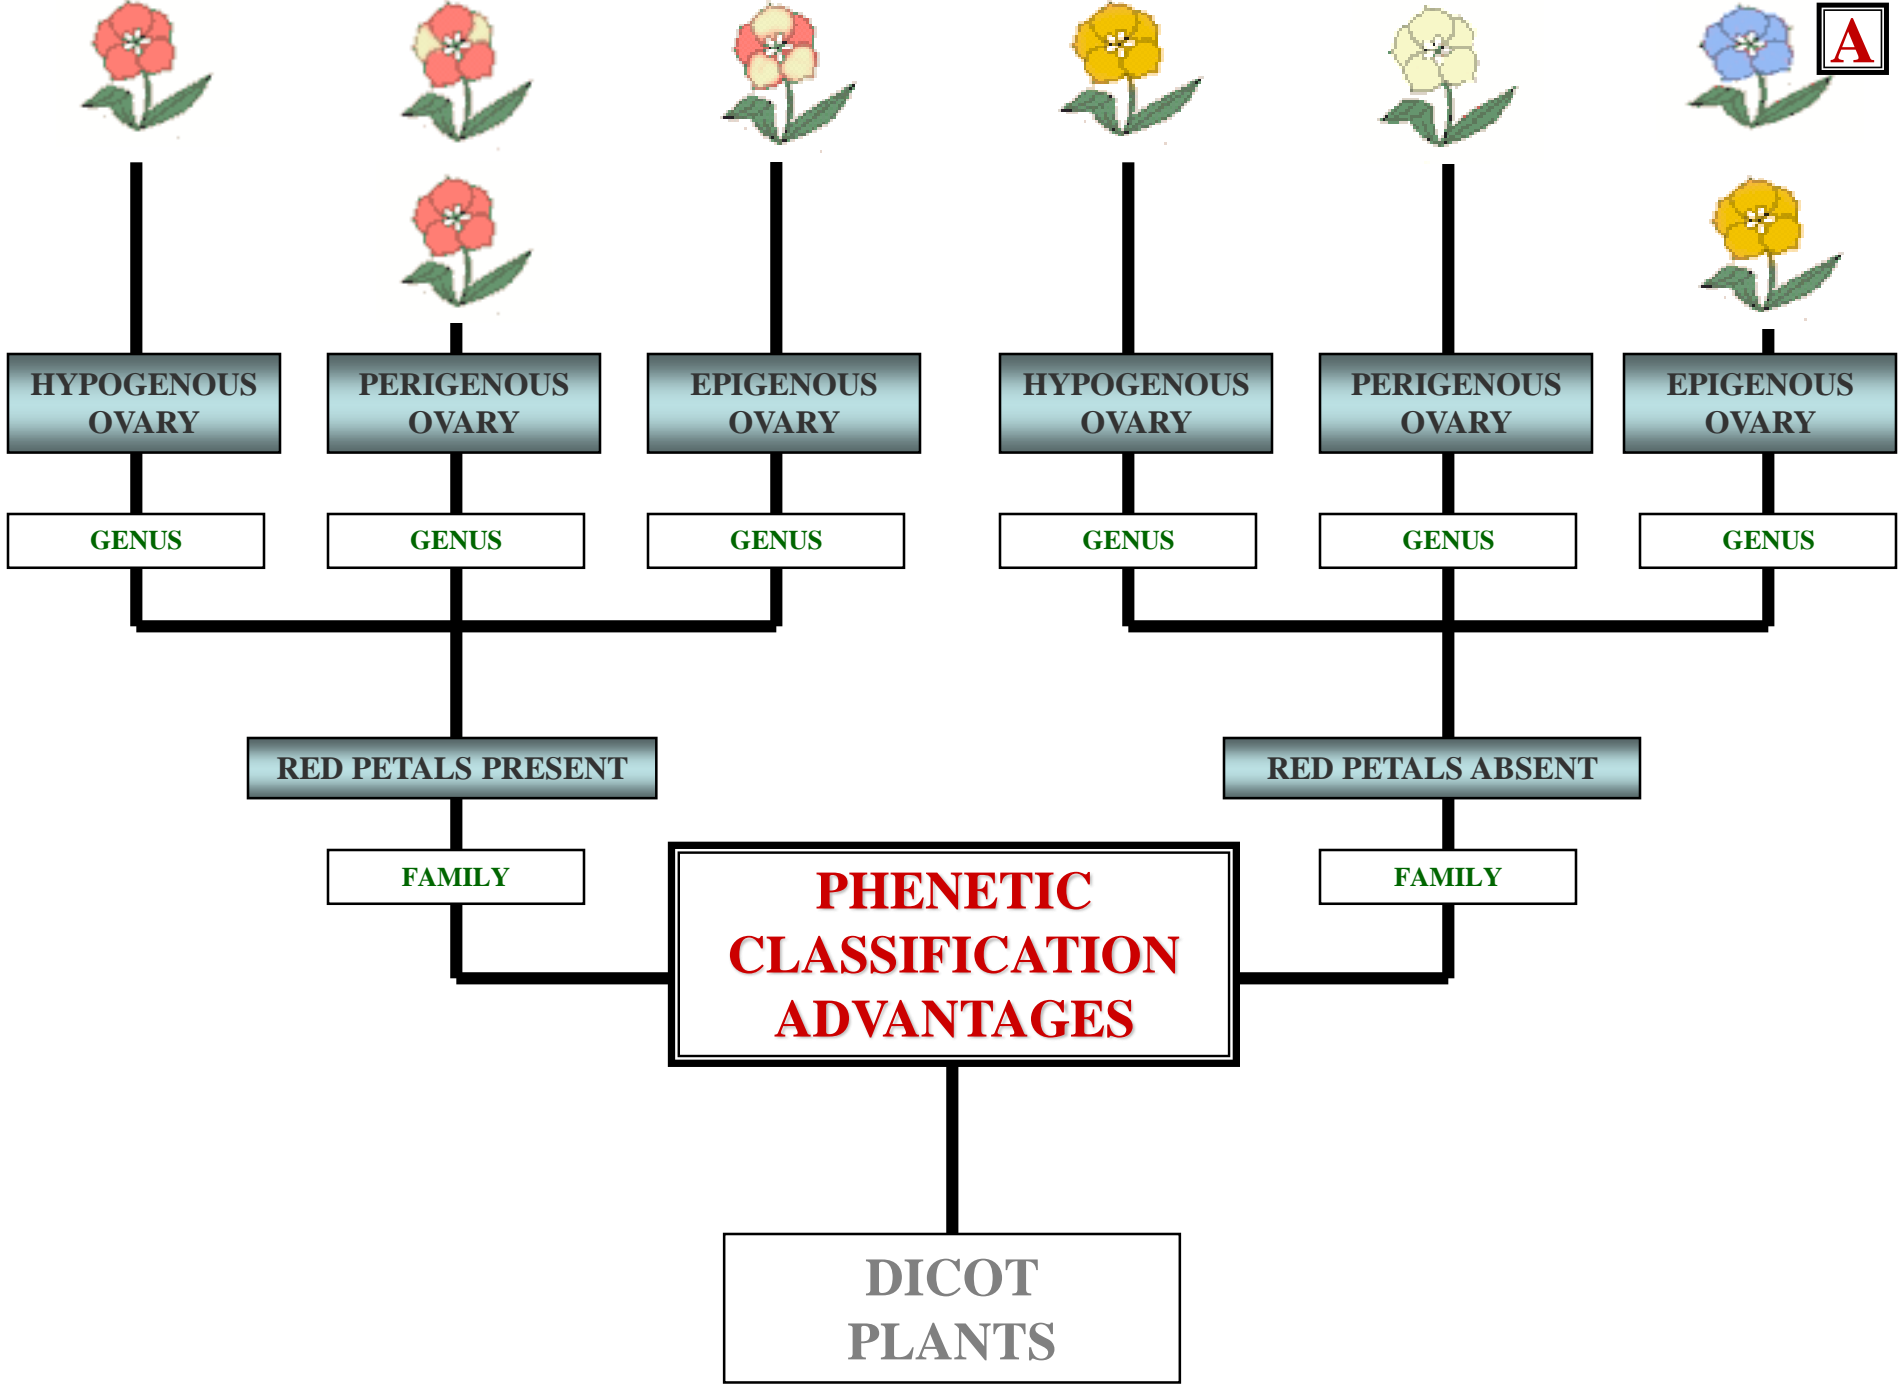 A
HYPOGENOUS
OVARY
PERIGENOUS
OVARY
EPIGENOUS
OVARY
HYPOGENOUS
OVARY
PERIGENOUS
OVARY
EPIGENOUS
OVARY
GENUS
GENUS
GENUS
GENUS
GENUS
GENUS
RED PETALS PRESENT
RED PETALS ABSENT
FAMILY
FAMILY
PHENETIC
CLASSIFICATION
ADVANTAGES
DICOT
PLANTS